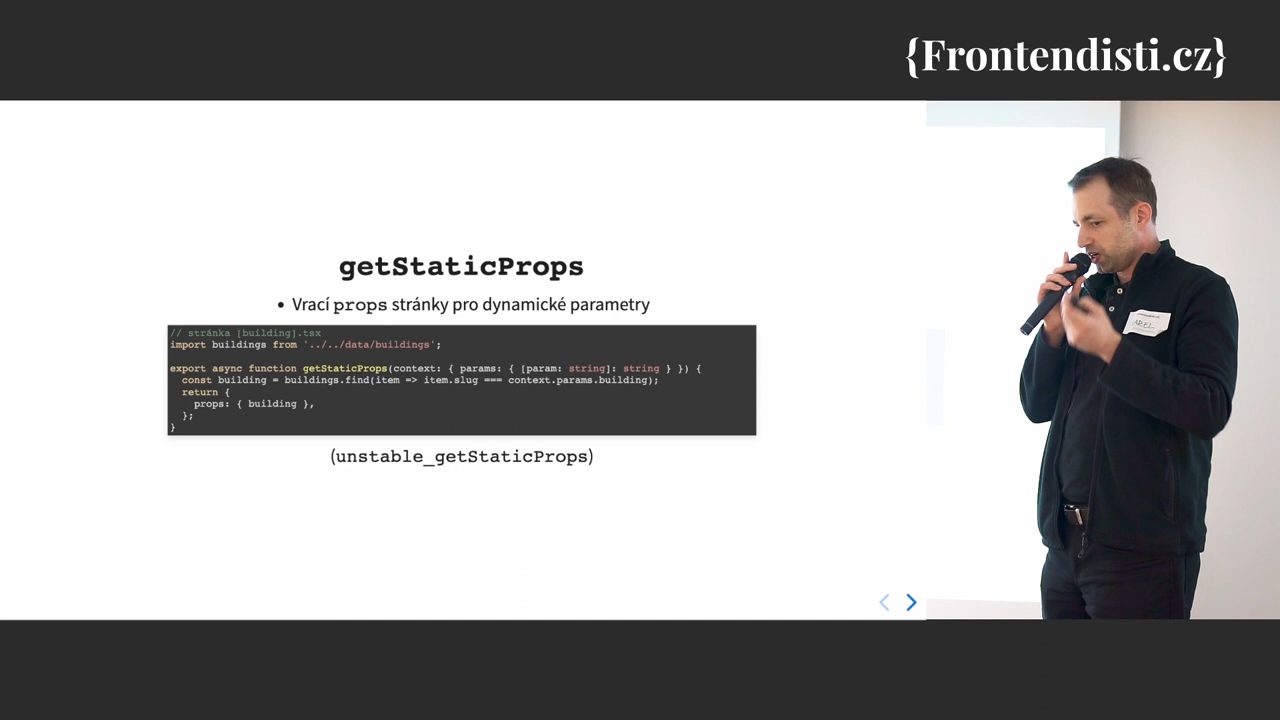 {Frontendisti.cz}
getStaticProps
• Vrací props stránky pro dynamické parametry
// stránka [building].tsx
import buildings from '../../data/buildings';
export async function getStaticProps(context: { params: { [param: string]: string } }) {
const building = buildings.find(item => item.slug === context.params.building);
return {
props: { building },
};
}
(unstable_getStaticProps)